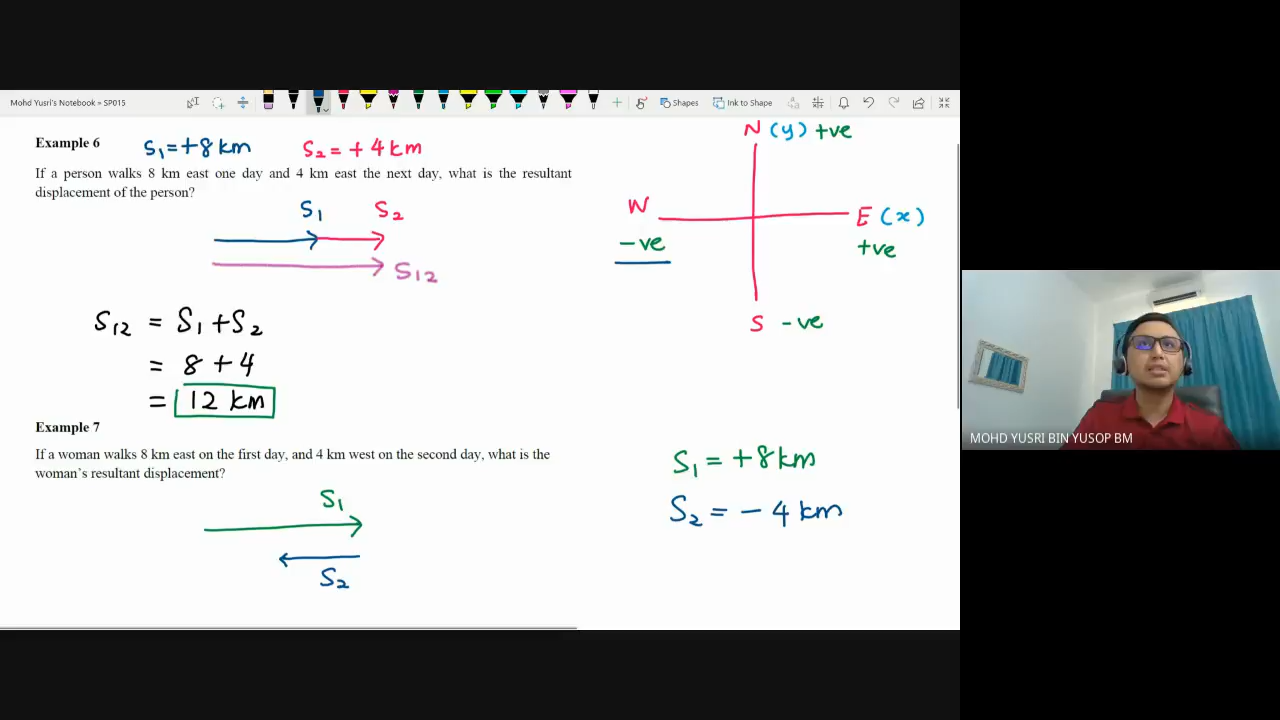 Mohd Yusri's Notebook » SP015
Shapes
Ink to Shape
Example 6
S₁ = +8 km
S₂ = + 4 km
If a person walks 8 km east one day and 4 km east the next day, what is the resultant
displacement of the person?
S₁
S₂
S₁₂
S₁₂ = S₁ + S₂
= 8 + 4
= 12 km
N (y) +ve
W
-ve
E (x)
+ve
S -ve
Example 7
If a woman walks 8 km east on the first day, and 4 km west on the second day, what is the
woman's resultant displacement?
S₁
S₂
S₁ = +8 km
S₂ = - 4 km
MOHD YUSRI BIN YUSOP BM